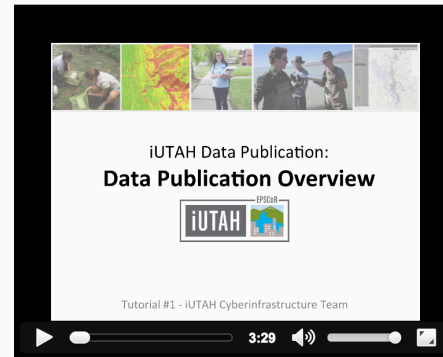 iUTAH Data Publication:
Data Publication Overview
EPSCoR
iUTAH
Tutorial #1 - iUTAH Cyberinfrastructure Team
3:29